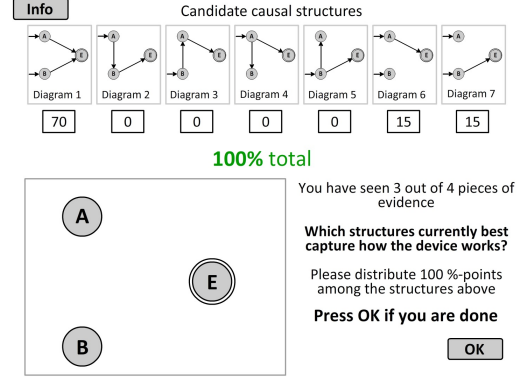 Info
Candidate causal structures
A
B
E
A
B
E
A
B
E
A
B
E
A
B
E
A
B
E
A
B
E
Diagram 1
Diagram 2
Diagram 3
Diagram 4
Diagram 5
Diagram 6
Diagram 7
70
0
0
0
0
15
15
100% total
A
E
B
You have seen 3 out of 4 pieces of
evidence
Which structures currently best
capture how the device works?
Please distribute 100 %-points
among the structures above
Press OK if you are done
OK